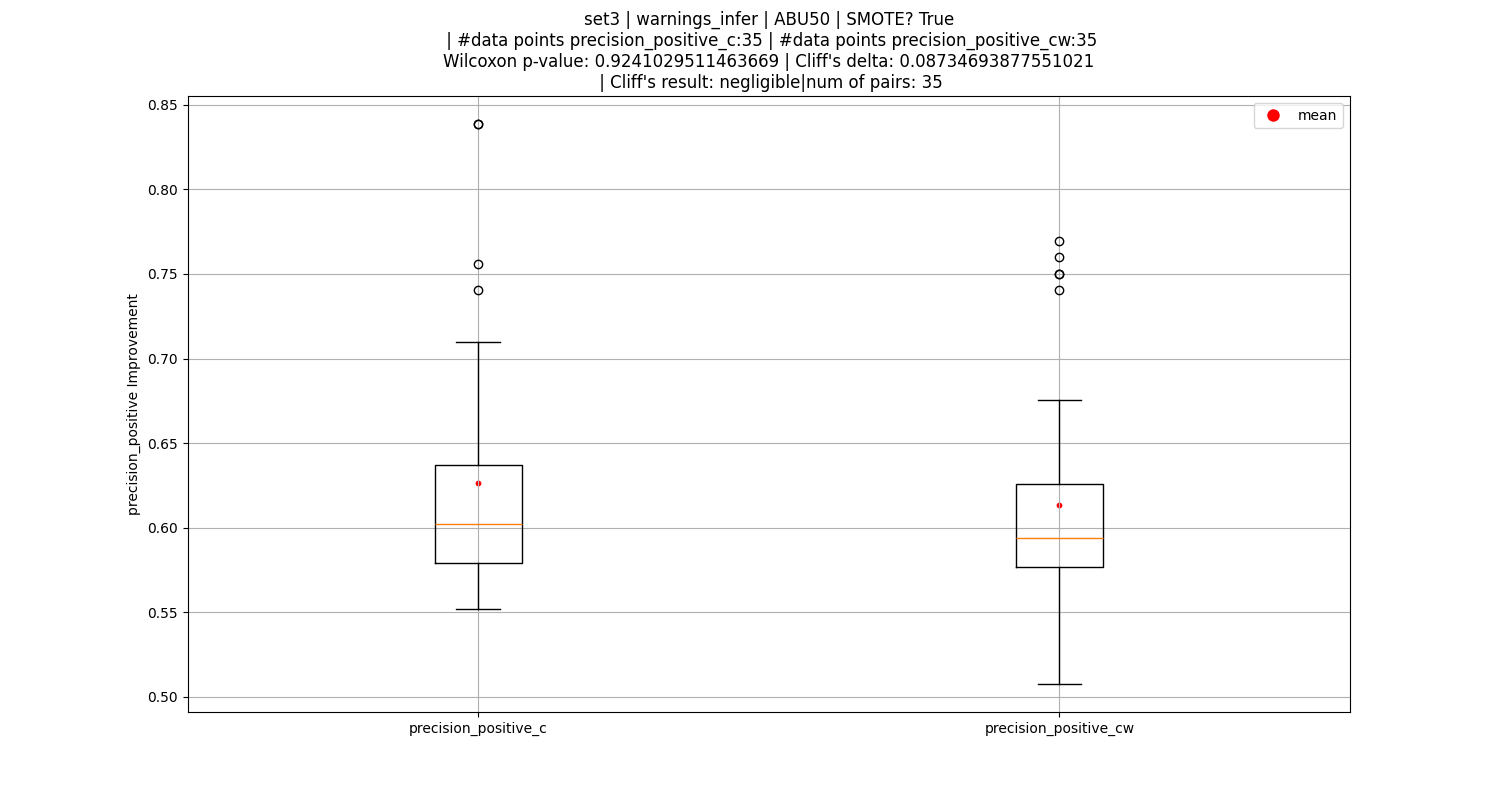 set3 | warnings_infer | ABU50 | SMOTE? True
| #data points precision_positive_c:35 | #data points precision_positive_cw:35
Wilcoxon p-value: 0.9241029511463669 | Cliff's delta: 0.08734693877551021
| Cliff's result: negligible|num of pairs: 35
mean
precision_positive Improvement
0.85
0.80
0.75
0.70
0.65
0.60
0.55
0.50
precision_positive_c
precision_positive_cw